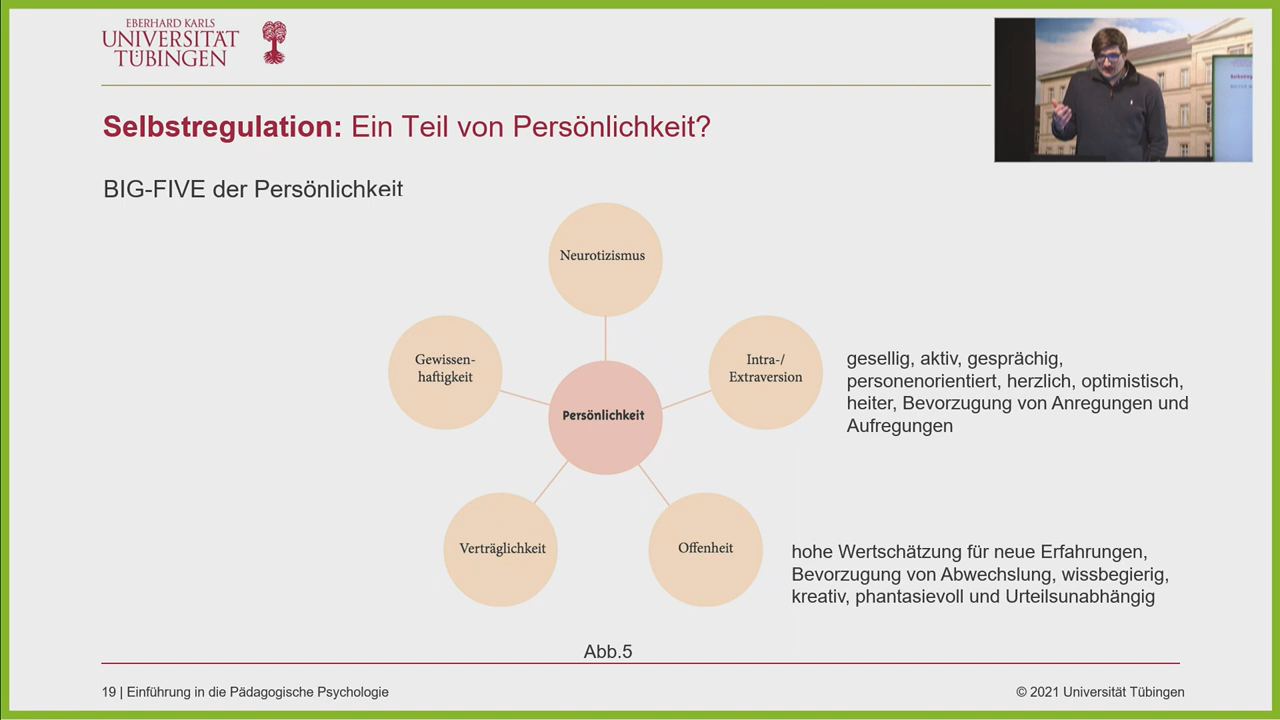 EBERHARD KARLS
UNIVERSITÄT
TÜBINGEN
Selbstregulation: Ein Teil von Persönlichkeit?
BIG-FIVE der Persönlichkeit
Neurotizismus
Gewissen-
haftigkeit
Intra-/
Extraversion
gesellig, aktiv, gesprächig,
personenorientiert, herzlich, optimistisch,
heiter, Bevorzugung von Anregungen und
Aufregungen
Persönlichkeit
Verträglichkeit
Offenheit
hohe Wertschätzung für neue Erfahrungen,
Bevorzugung von Abwechslung, wissbegierig,
kreativ, phantasievoll und Urteilsunabhängig
Abb.5
19 | Einführung in die Pädagogische Psychologie
© 2021 Universität Tübingen